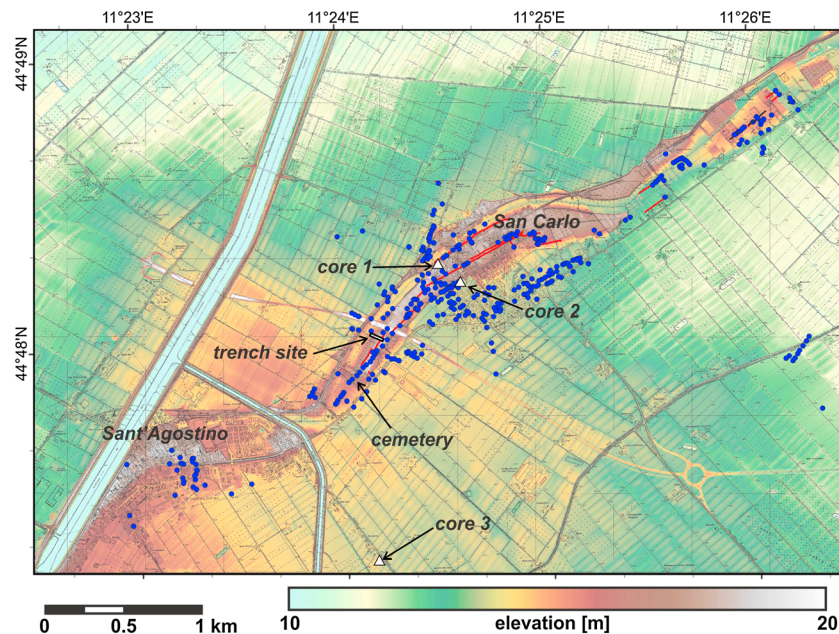 11°23'E 11°24'E 11°25'E 11°26'E
44°49'N
San Carlo
core 1
core 2
trench site
44°48'N
Sant'Agostino
cemetery
core 3
0 0.5 1 km
10 elevation [m] 20